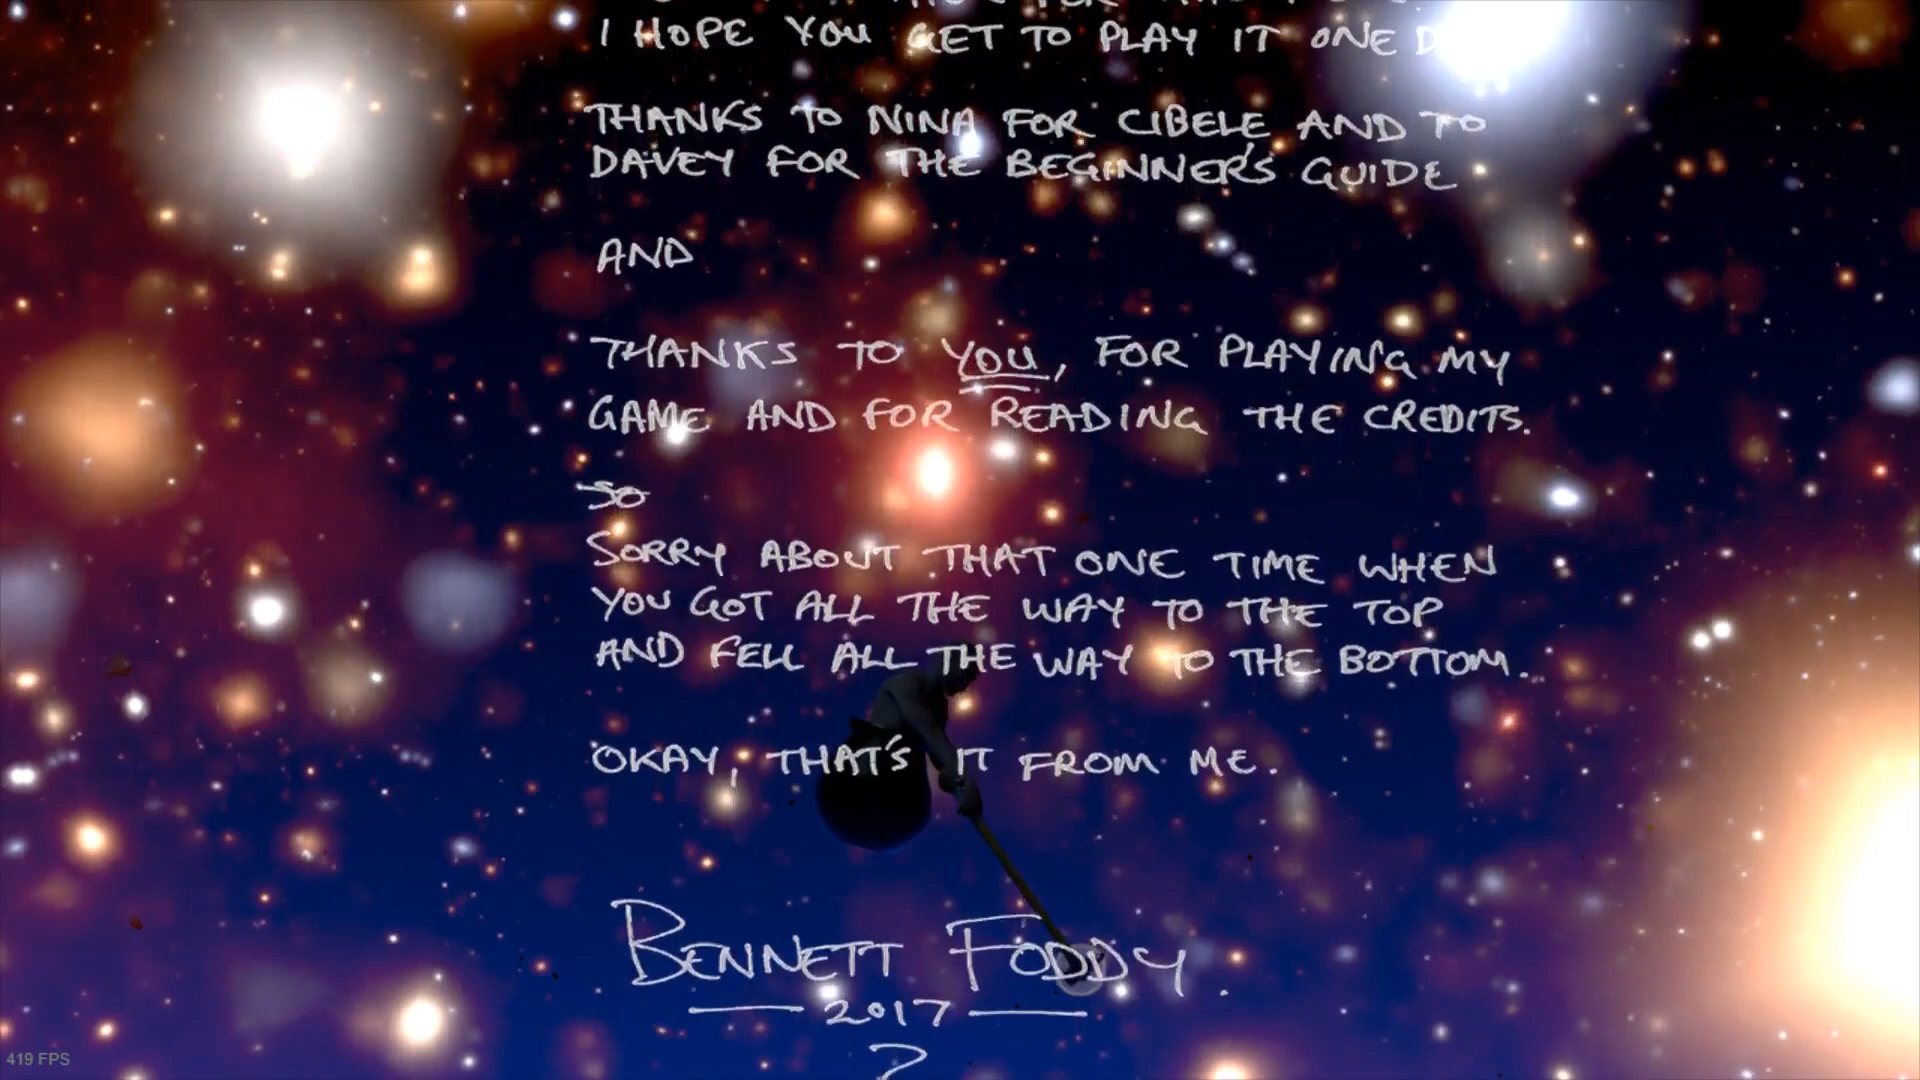 I HOPE YOU GET TO PLAY IT ONE
THANKS TO NINA FOR CIBELE AND TO
DAVEY FOR THE BEGINNER'S GUIDE
AND
THANKS TO YOU, FOR PLAYING MY
GAME AND FOR READING THE CREDITS.
SO
SORRY ABOUT THAT ONE TIME WHEN
YOU GOT ALL THE WAY TO THE TOP
AND FELL ALL THE WAY TO THE BOTTOM.
OKAY, THAT'S IT FROM ME.
BENNETT FODDY.
2017
419 FPS